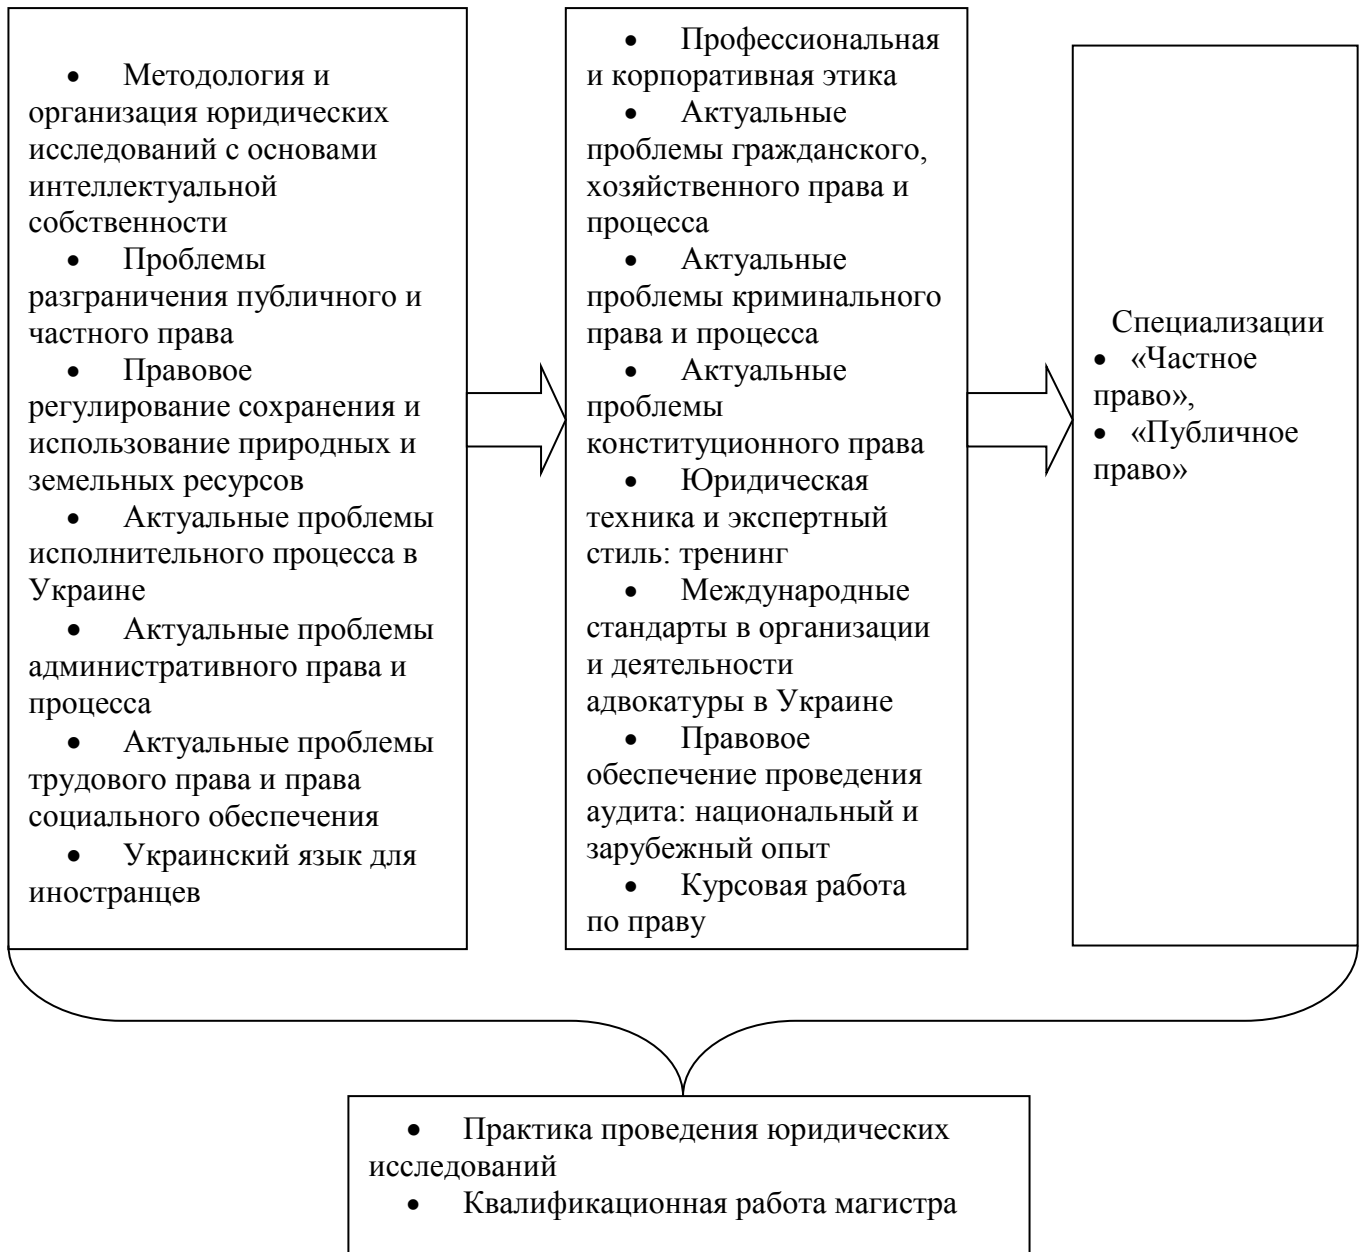 • Методология и
организация юридических
исследований с основами
интеллектуальной
собственности
• Проблемы
разграничения публичного и
частного права
• Правовое
регулирование сохранения и
использование природных и
земельных ресурсов
• Актуальные проблемы
исполнительного процесса в
Украине
• Актуальные проблемы
административного права и
процесса
• Актуальные проблемы
трудового права и права
социального обеспечения
• Украинский язык для
иностранцев
• Профессиональная
и корпоративная этика
• Актуальные
проблемы гражданского,
хозяйственного права и
процесса
• Актуальные
проблемы криминального
права и процесса
• Актуальные
проблемы
конституционного права
• Юридическая
техника и экспертный
стиль: тренинг
• Международные
стандарты в организации
и деятельности
адвокатуры в Украине
• Правовое
обеспечение проведения
аудита: национальный и
зарубежный опыт
• Курсовая работа
по праву
Специализации
• «Частное
право»,
• «Публичное
право»
• Практика проведения юридических
исследований
• Квалификационная работа магистра